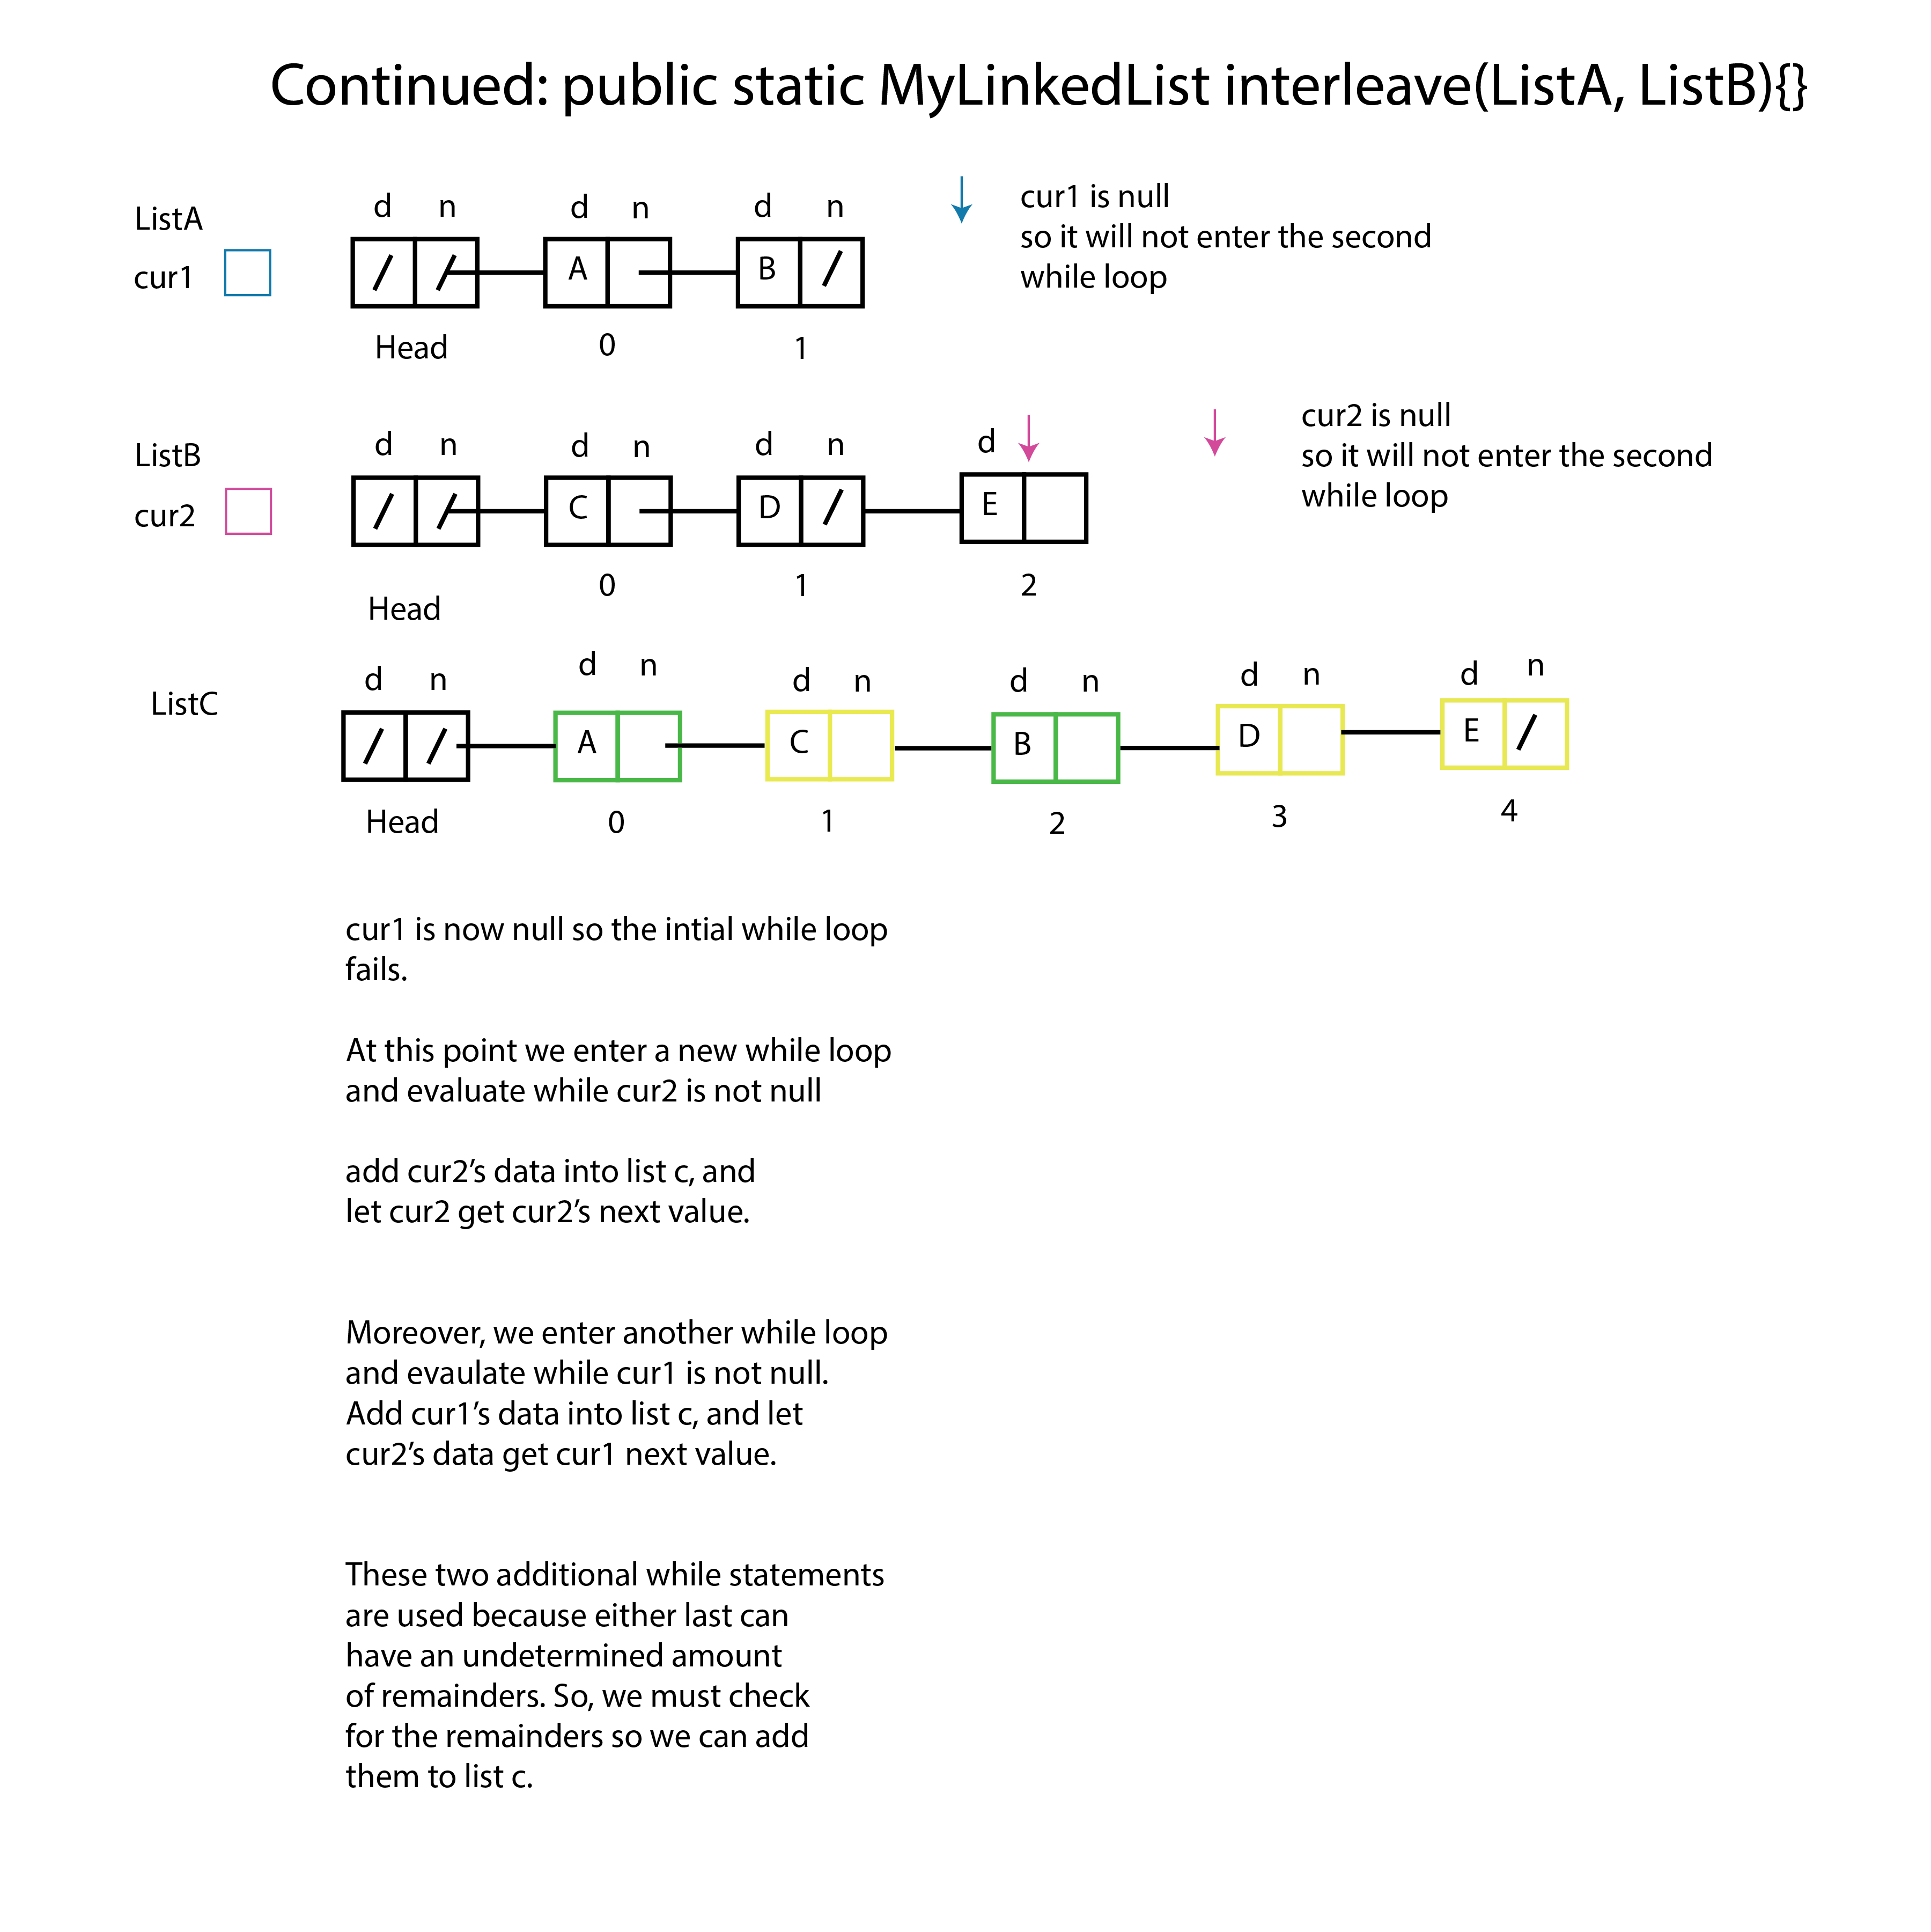 Continued: public static MyLinkedList interleave(ListA, ListB){}
d n d n d n
ListA
cur1
A B
Head 0 1
cur1 is null
so it will not enter the second
while loop
d n d n d n d
ListB
cur2
C D E
0 1 2
Head
cur2 is null
so it will not enter the second
while loop
d n d n d n d n d n d n
ListC
A C B D E
Head 0 1 2 3 4
cur1 is now null so the intial while loop
fails.
At this point we enter a new while loop
and evaluate while cur2 is not null
add cur2’s data into list c, and
let cur2 get cur2’s next value.
Moreover, we enter another while loop
and evaulate while cur1 is not null.
Add cur1’s data into list c, and let
cur2’s data get cur1 next value.
These two additional while statements
are used because either last can
have an undetermined amount
of remainders. So, we must check
for the remainders so we can add
them to list c.